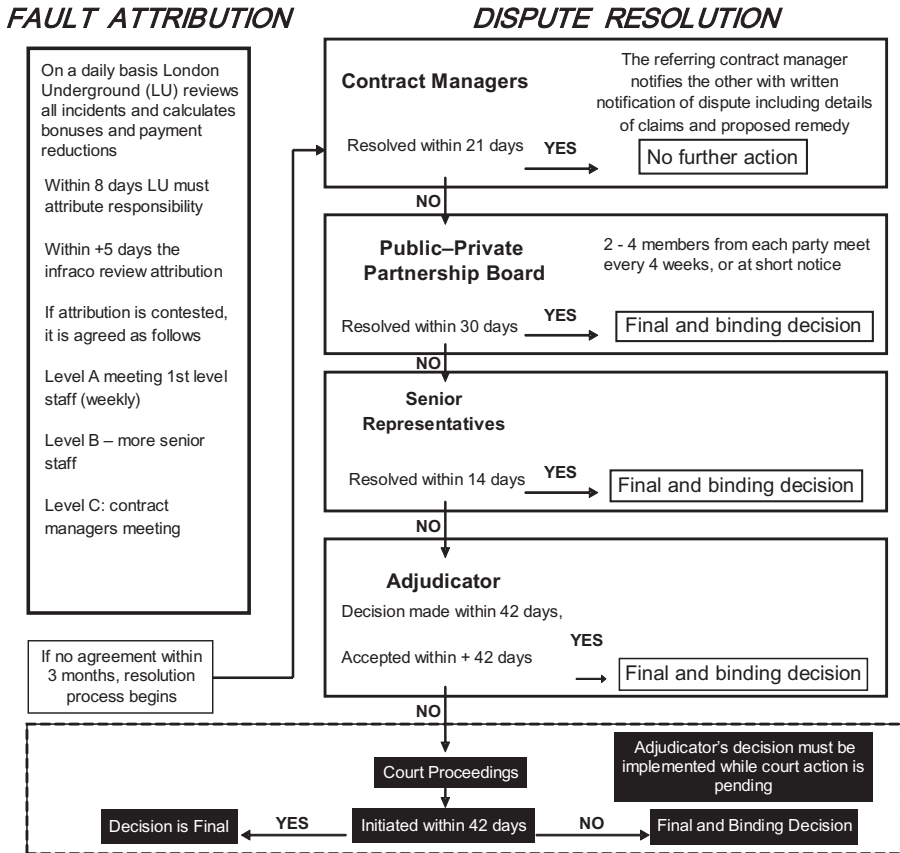 FAULT ATTRIBUTION
On a daily basis London
Underground (LU) reviews
all incidents and calculates
bonuses and payment
reductions
Within 8 days LU must
attribute responsibility
Within +5 days the
infraco review attribution
If attribution is contested,
it is agreed as follows
Level A meeting 1st level
staff (weekly)
Level B – more senior
staff
Level C: contract
managers meeting
If no agreement within
3 months, resolution
process begins
DISPUTE RESOLUTION
Contract Managers
The referring contract manager
notifies the other with written
notification of dispute including details
of claims and proposed remedy
Resolved within 21 days
YES
No further action
NO
Public–Private
Partnership Board
2 - 4 members from each party meet
every 4 weeks, or at short notice
Resolved within 30 days
YES
Final and binding decision
NO
Senior
Representatives
Resolved within 14 days
YES
Final and binding decision
NO
Adjudicator
Decision made within 42 days,
Accepted within + 42 days
YES
Final and binding decision
NO
Court Proceedings
Adjudicator's decision must be
implemented while court action is
pending
Decision is Final
YES
Initiated within 42 days
NO
Final and Binding Decision